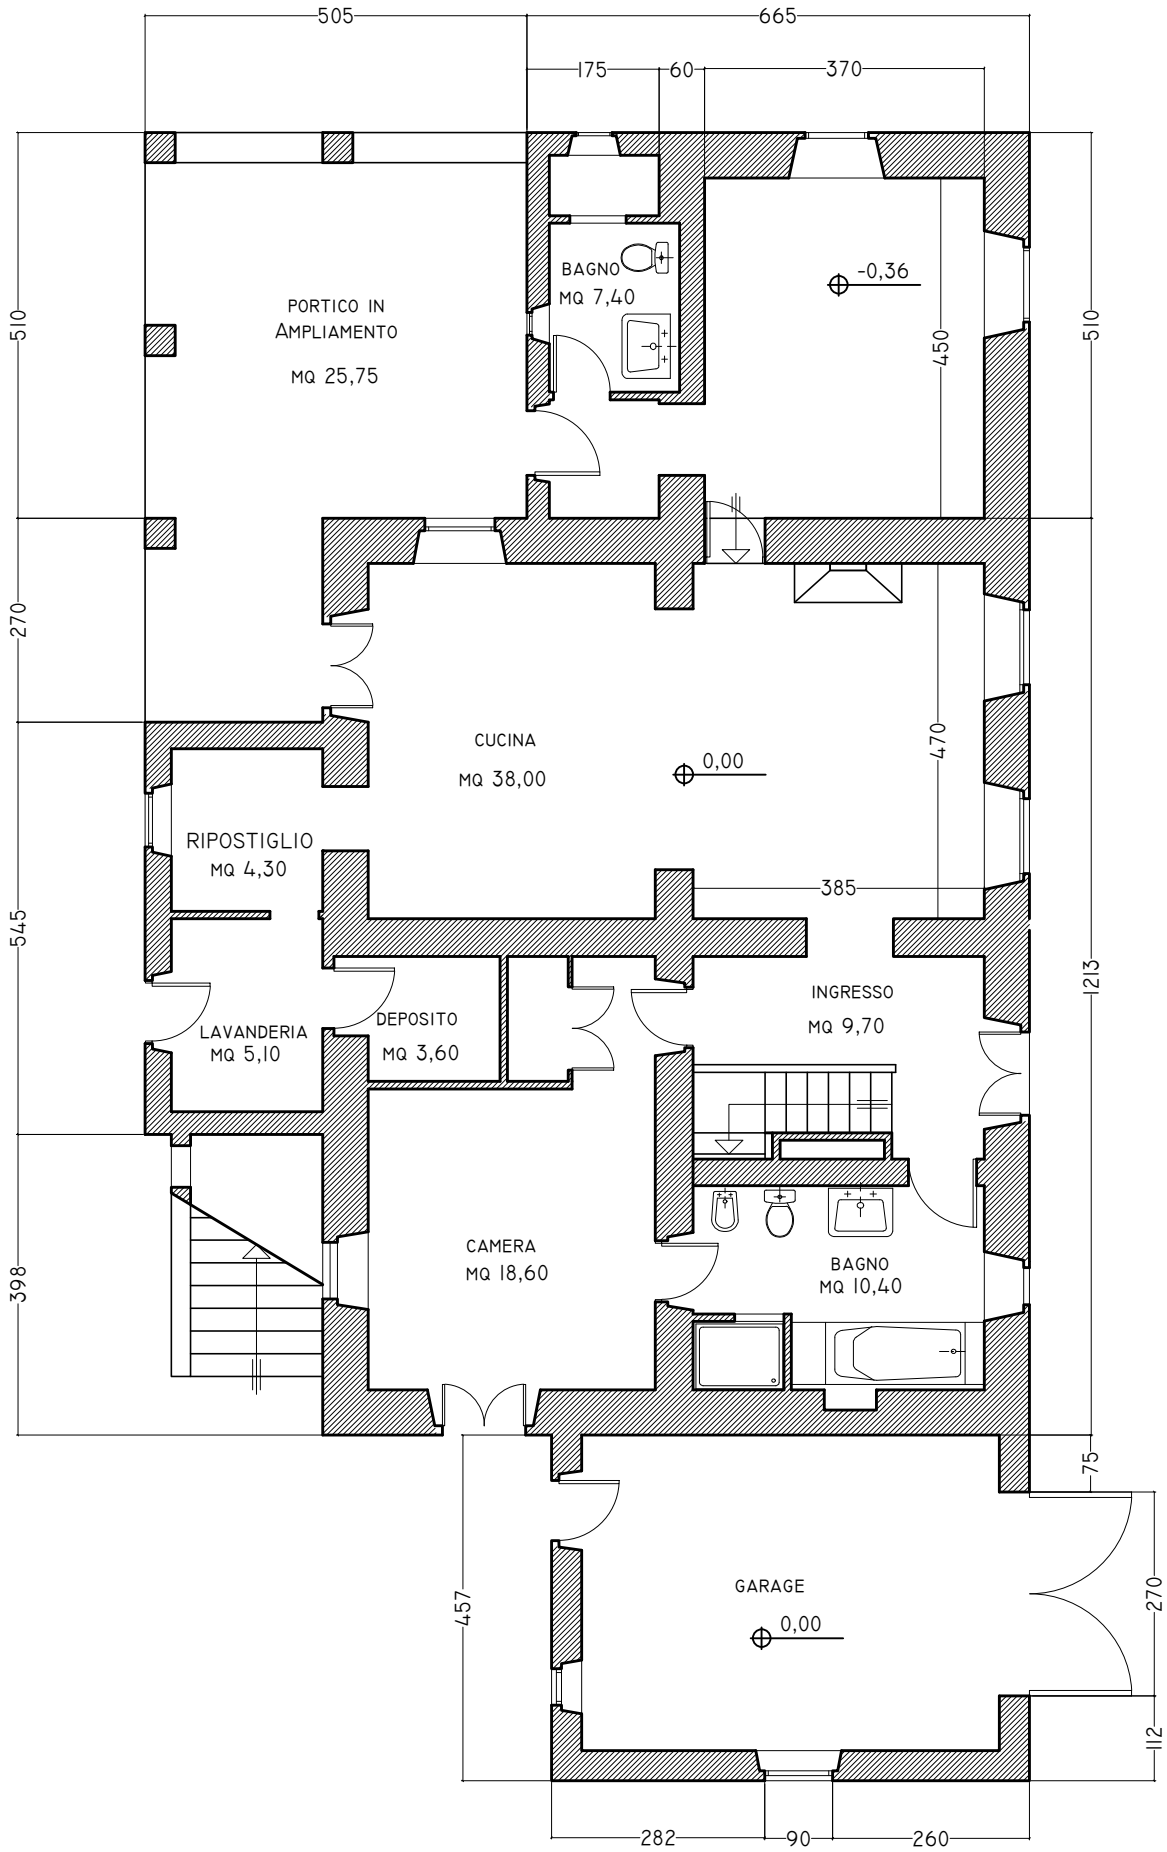 505
665
175
60
370
BAGNO
MQ 7,40
-0,36
PORTICO IN
AMPLIAMENTO
MQ 25,75
510
450
510
270
CUCINA
MQ 38,00
0,00
470
RIPOSTIGLIO
MQ 4,30
385
545
1213
INGRESSO
MQ 9,70
DEPOSITO
MQ 3,60
LAVANDERIA
MQ 5,10
CAMERA
MQ 18,60
BAGNO
MQ 10,40
398
75
457
GARAGE
0,00
270
112
282
90
260